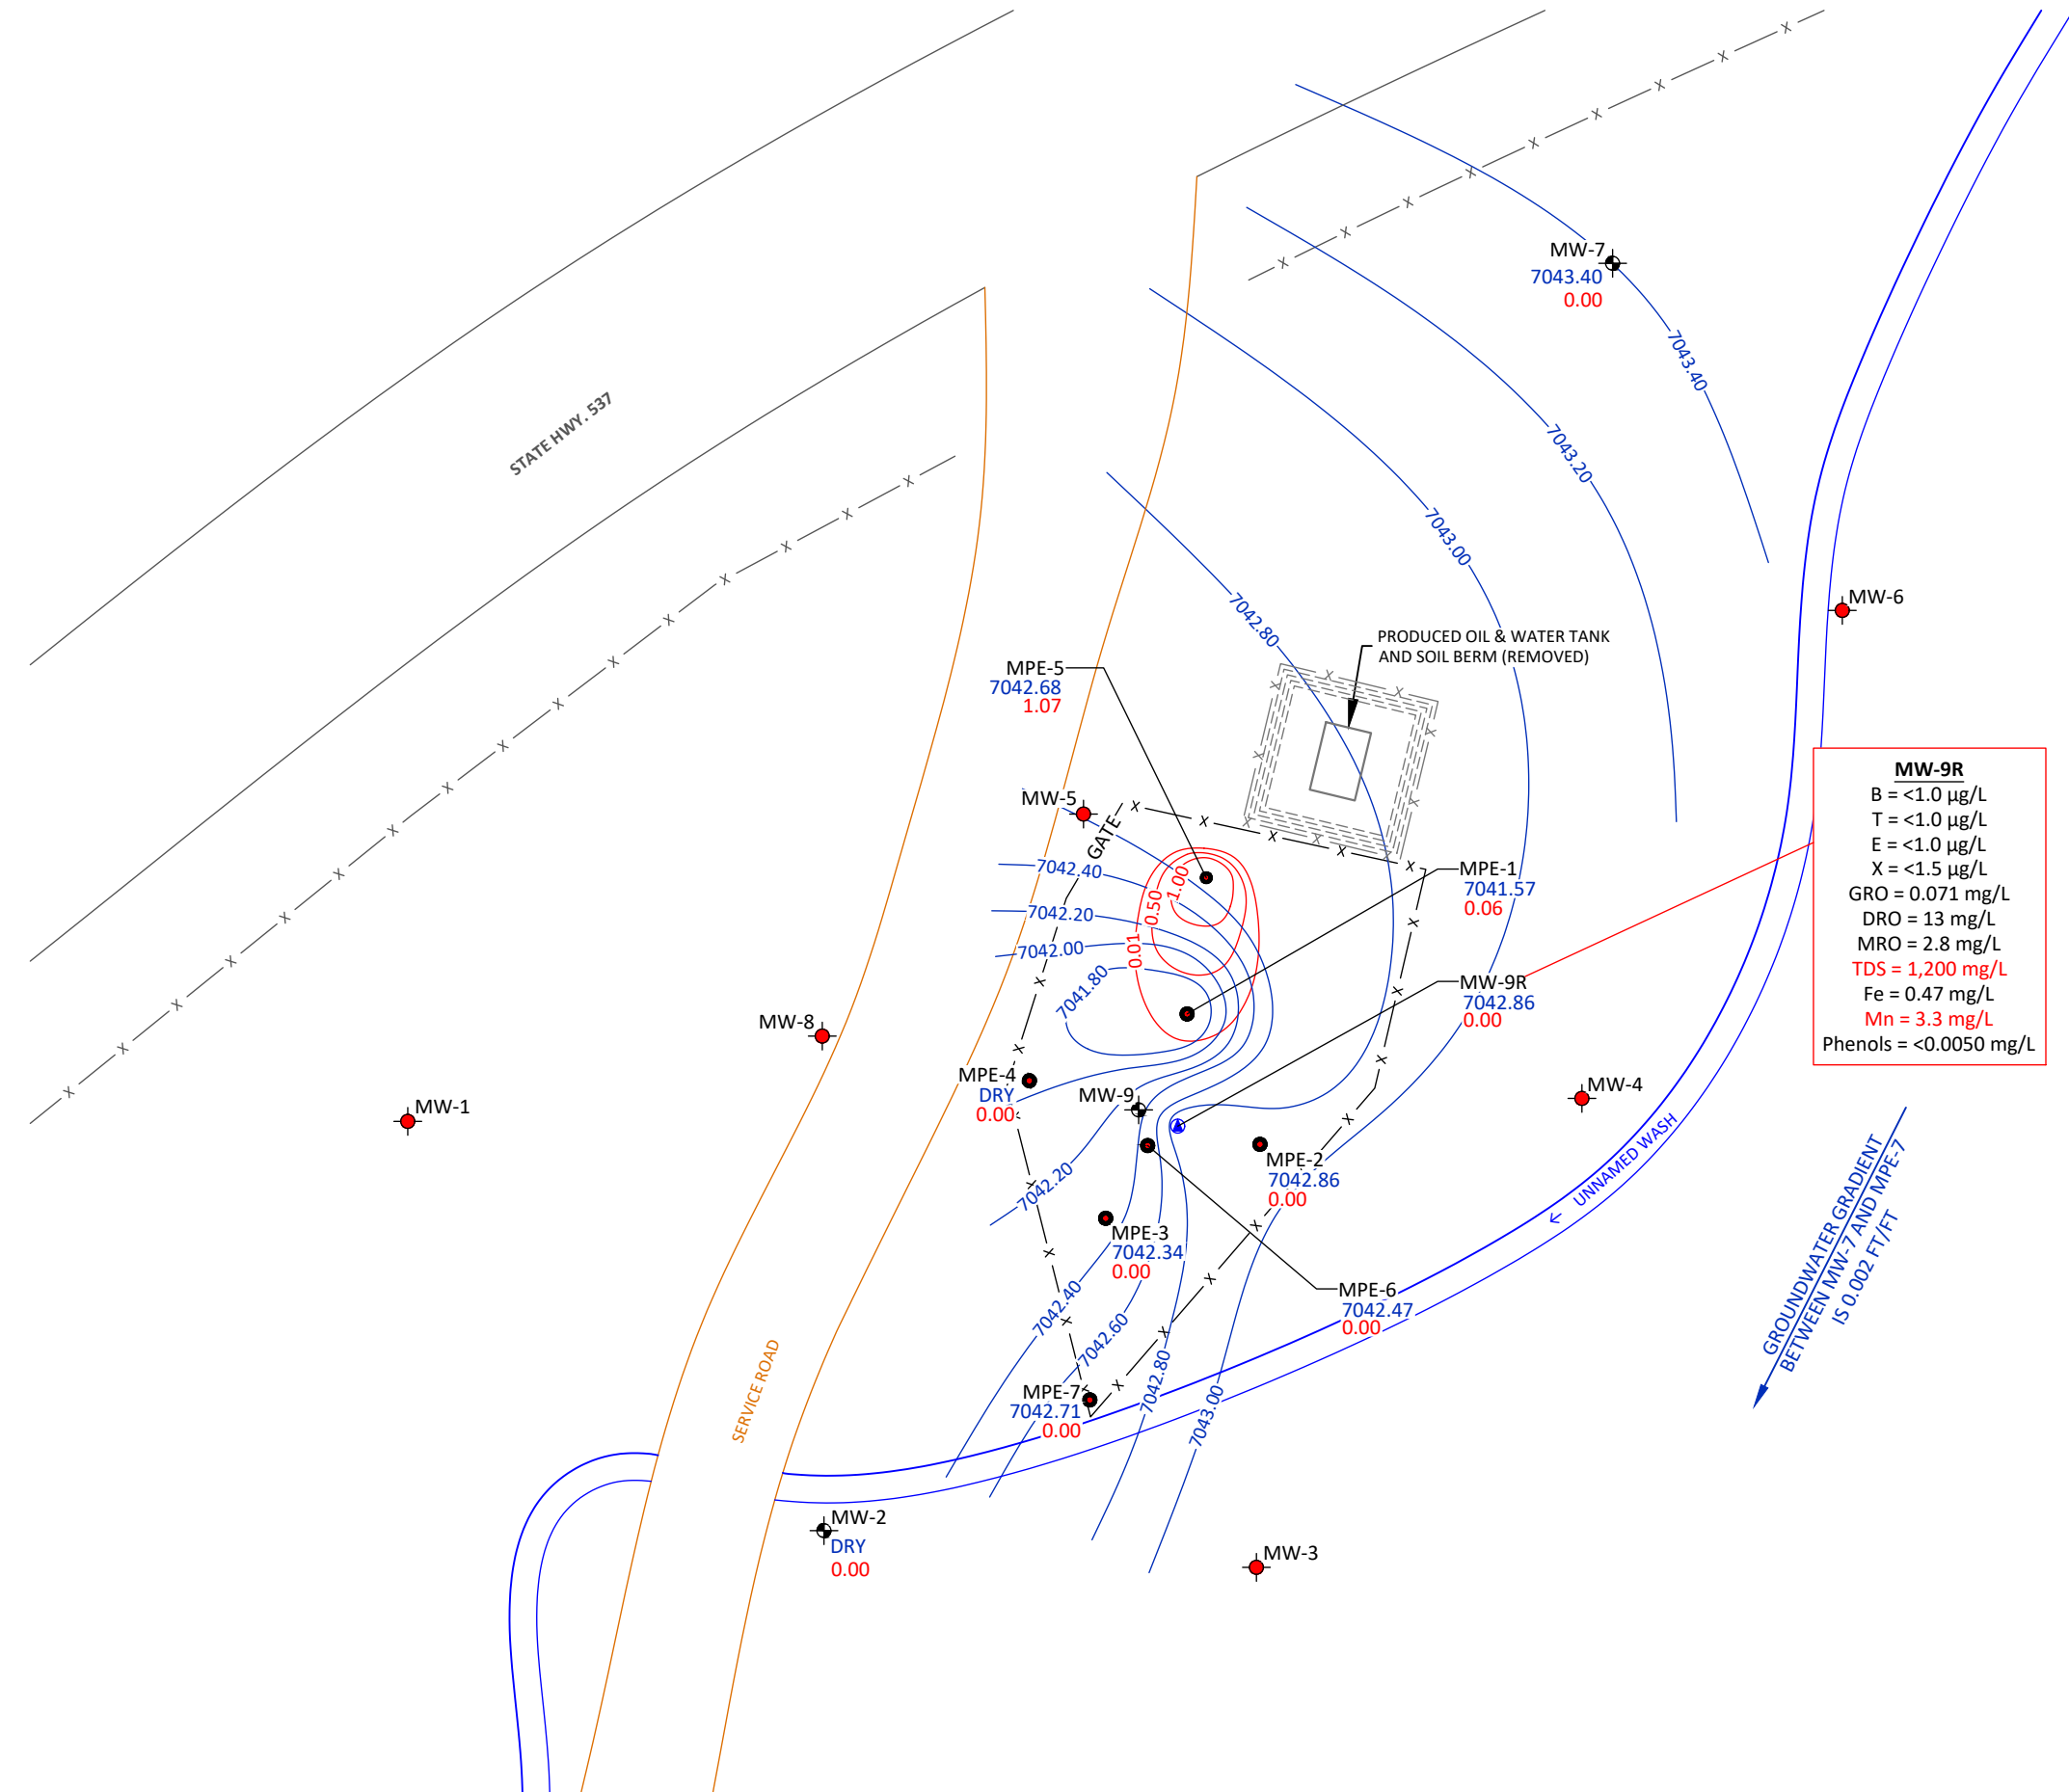 STATE HWY. 537
MW-7
7043.40
0.00
7043.40
7043.20
7043.00
7042.80
MW-6
PRODUCED OIL & WATER TANK
AND SOIL BERM (REMOVED)
MPE-5
7042.68
1.07
MW-5
GATE
7042.40
7042.20
7042.00
7041.80
1.00
0.50
0.01
MPE-1
7041.57
0.06
MW-9R
7042.86
0.00
MW-9R
B = <1.0 µg/L
T = <1.0 µg/L
E = <1.0 µg/L
X = <1.5 µg/L
GRO = 0.071 mg/L
DRO = 13 mg/L
MRO = 2.8 mg/L
TDS = 1,200 mg/L
Fe = 0.47 mg/L
Mn = 3.3 mg/L
Phenols = <0.0050 mg/L
MW-8
MW-1
MPE-4
DRY
0.00
MW-9
MW-4
MPE-2
7042.86
0.00
UNNAMED WASH
7042.20
MPE-3
7042.34
0.00
MPE-6
7042.47
0.00
GROUNDWATER GRADIENT
BETWEEN MW-7 AND MPE-7
IS 0.002 FT/FT
7042.40
7042.60
7042.80
7043.00
SERVICE ROAD
MPE-7
7042.71
0.00
MW-2
DRY
0.00
MW-3